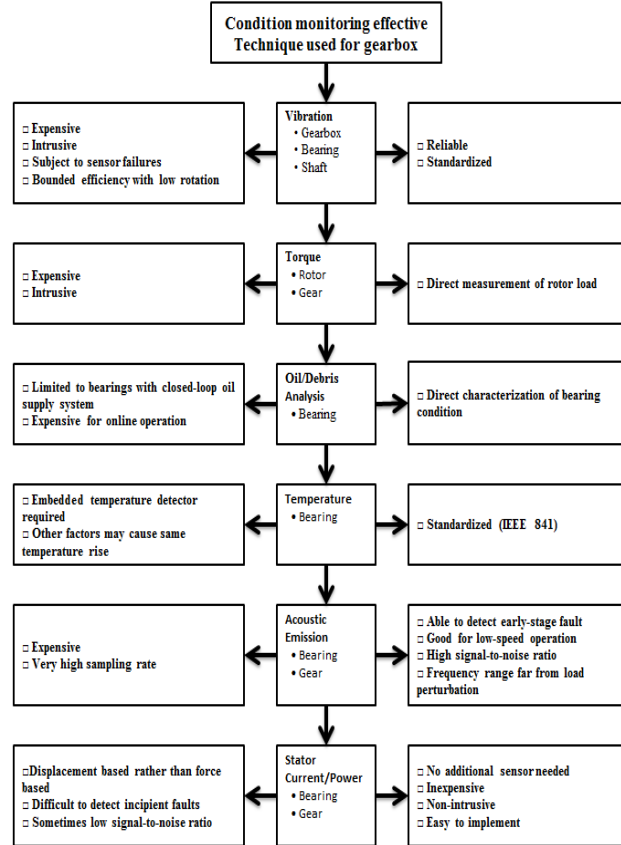 Condition monitoring effective
Technique used for gearbox
□ Expensive
□ Intrusive
□ Subject to sensor failures
□ Bounded efficiency with low rotation
Vibration
• Gearbox
• Bearing
• Shaft
□ Reliable
□ Standardized
□ Expensive
□ Intrusive
Torque
• Rotor
• Gear
□ Direct measurement of rotor load
□ Limited to bearings with closed-loop oil
supply system
□ Expensive for online operation
Oil/Debris
Analysis
• Bearing
□ Direct characterization of bearing
condition
□ Embedded temperature detector
required
□ Other factors may cause same
temperature rise
Temperature
• Bearing
□ Standardized (IEEE 841)
□ Expensive
□ Very high sampling rate
Acoustic
Emission
• Bearing
• Gear
□ Able to detect early-stage fault
□ Good for low-speed operation
□ High signal-to-noise ratio
□ Frequency range far from load
perturbation
□Displacement based rather than force
based
□ Difficult to detect incipient faults
□ Sometimes low signal-to-noise ratio
Stator
Current/Power
• Bearing
• Gear
□ No additional sensor needed
□ Inexpensive
□ Non-intrusive
□ Easy to implement